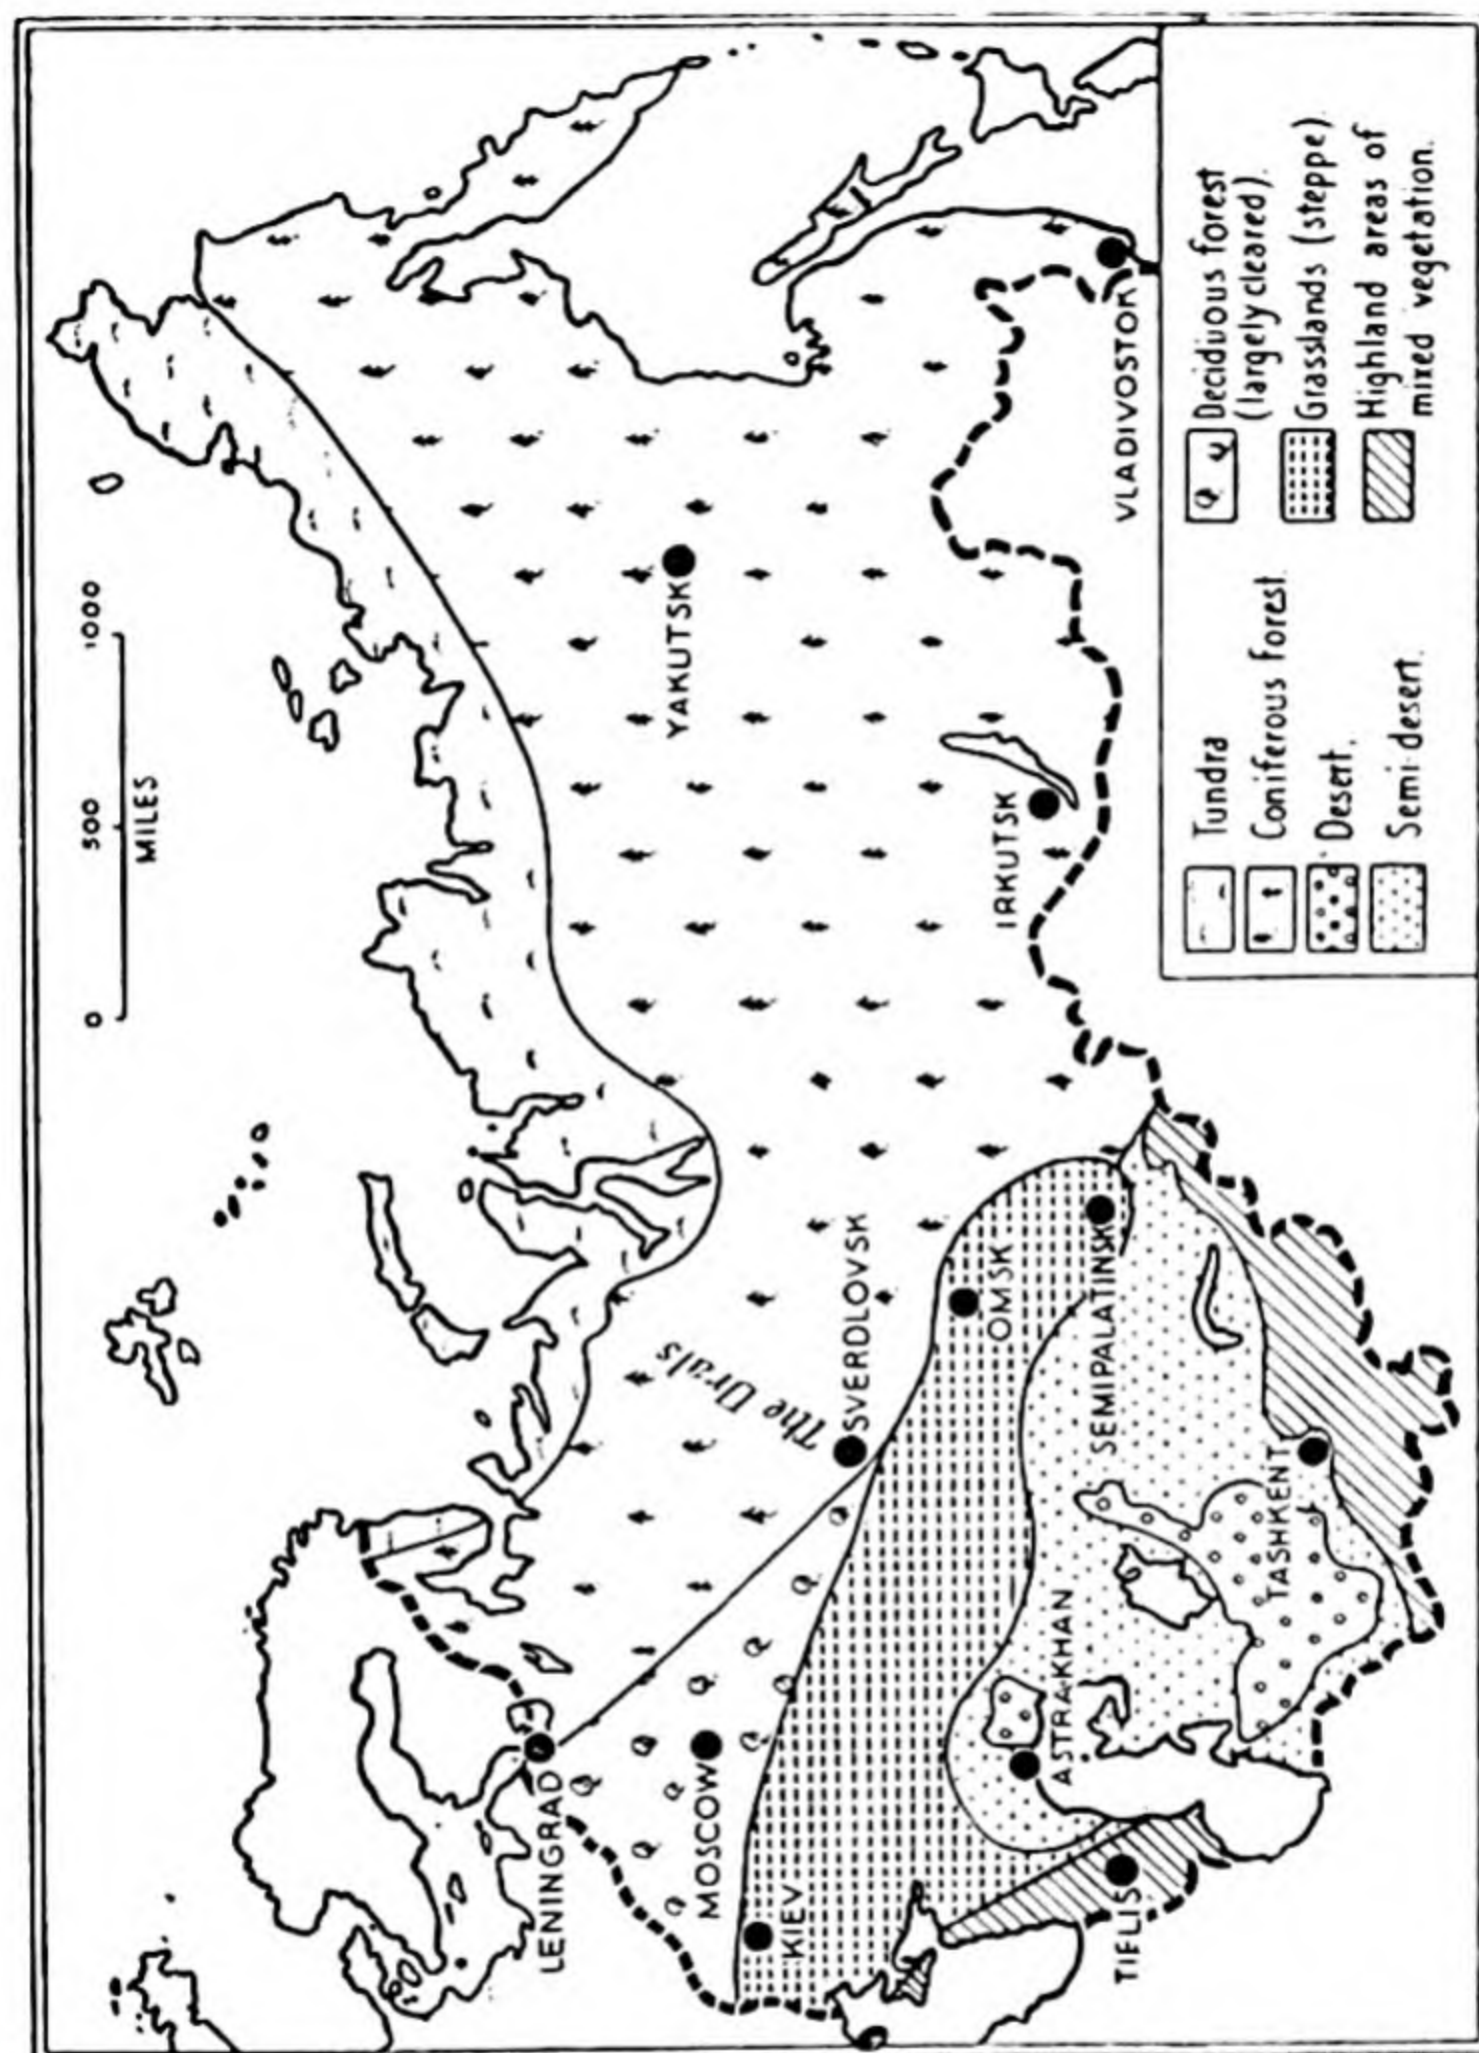 0 500 1000
MILES
LENINGRAD
MOSCOW
KIEV
TIFLIS
ASTRAKHAN
TASHKENT
SEMIPALATINSK
OMSK
SVERDLOVSK
The Urals
YAKUTSK
IRKUTSK
VLADIVOSTOK
Tundra
Coniferous forest.
Desert.
Semi-desert.
Deciduous forest
(largely cleared).
Grasslands (steppe).
Highland areas of
mixed vegetation.